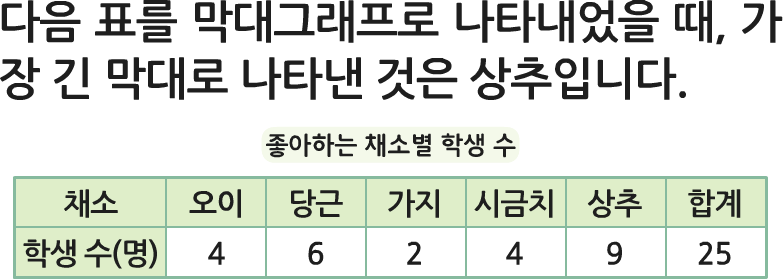 다음 표를 막대그래프로 나타내었을 때, 가
장 긴 막대로 나타낸 것은 상추입니다.
좋아하는 채소별 학생 수
채소 오이 당근 가지 시금치 상추 합계
학생 수(명) 4 6 2 4 9 25